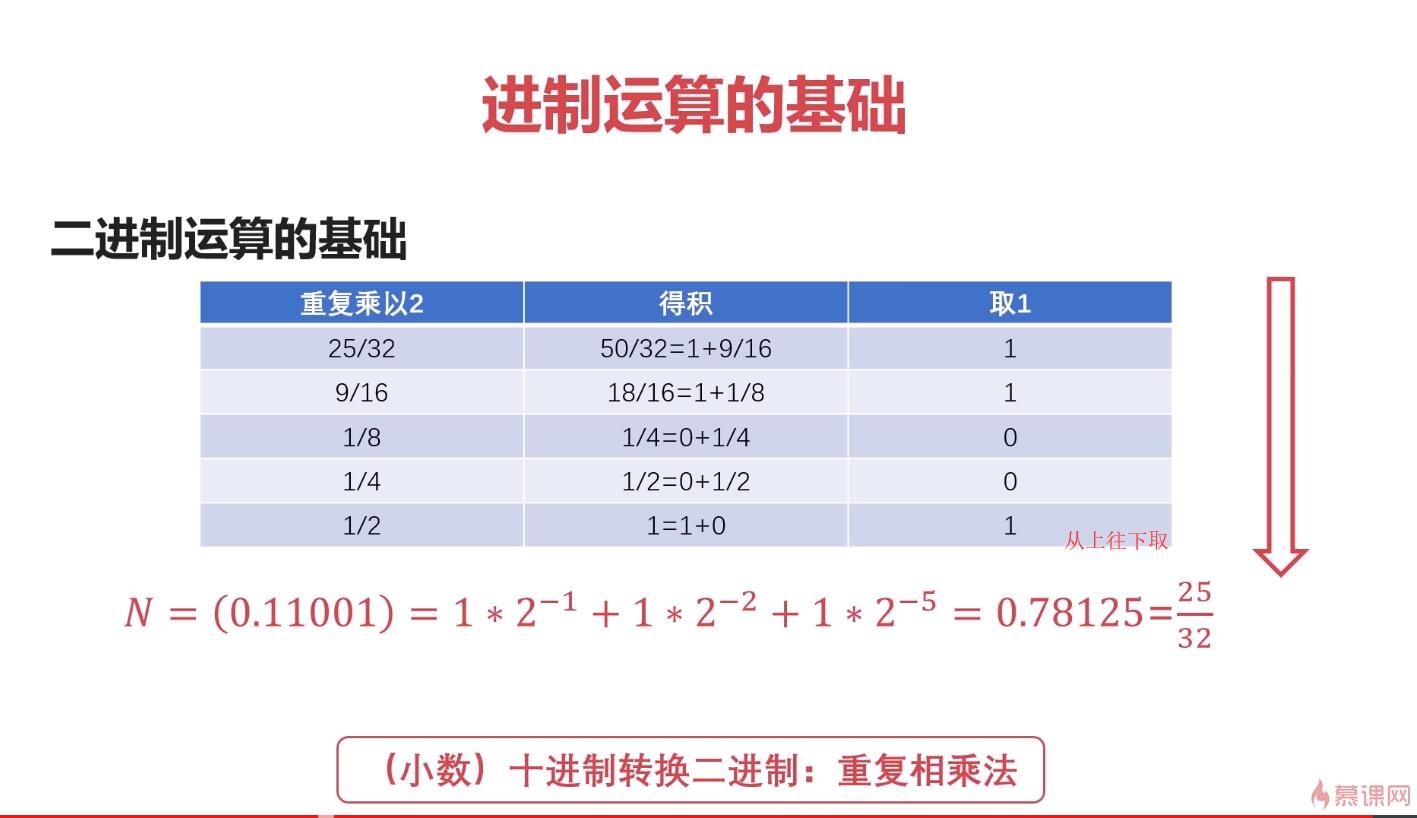 进制运算的基础
二进制运算的基础
重复乘以2 得积 取1
25/32 50/32=1+9/16 1
9/16 18/16=1+1/8 1
1/8 1/4=0+1/4 0
1/4 1/2=0+1/2 0
1/2 1=1+0 1
从上往下取
N = (0.11001) = 1 * 2^{-1} + 1 * 2^{-2} + 1 * 2^{-5} = 0.78125=\frac{25}{32}
（小数）十进制转换二进制：重复相乘法
慕课网